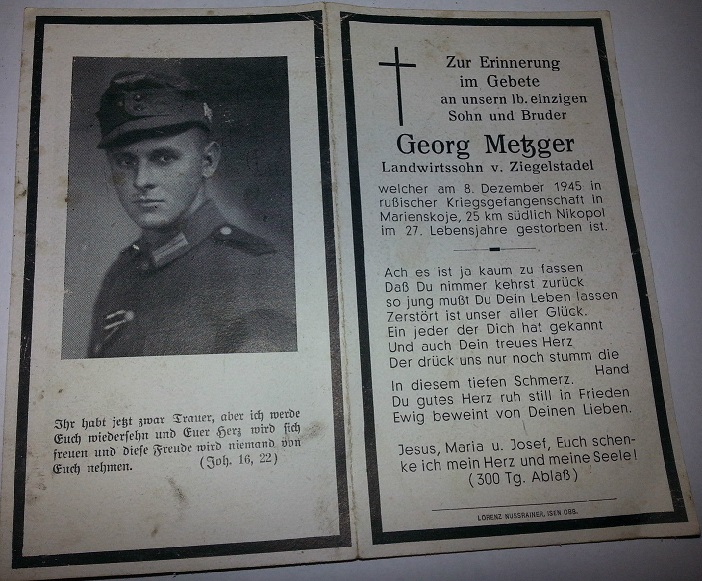 Ihr habt jetzt zwar Trauer, aber ich werde
Euch wiedersehn und Euer Herz wird sich
freuen und diese Freude wird niemand von
Euch nehmen. (Joh. 16, 22)
Zur Erinnerung
im Gebete
an unsern lb. einzigen
Sohn und Bruder
Georg Metzger
Landwirtssohn v. Ziegelstadel
welcher am 8. Dezember 1945 in
rußischer Kriegsgefangenschaft in
Marienskoje, 25 km südlich Nikopol
im 27. Lebensjahre gestorben ist.
Ach es ist ja kaum zu fassen
Daß Du nimmer kehrst zurück
so jung mußt Du Dein Leben lassen
Zerstört ist unser aller Glück.
Ein jeder der Dich hat gekannt
Und auch Dein treues Herz
Der drück uns nur noch stumm die
Hand
In diesem tiefen Schmerz.
Du gutes Herz ruh still in Frieden
Ewig beweint von Deinen Lieben.
Jesus, Maria u. Josef, Euch schen-
ke ich mein Herz und meine Seele!
(300 Tg. Ablaß)
LORENZ NUSSRAINER, ISEN OBB.